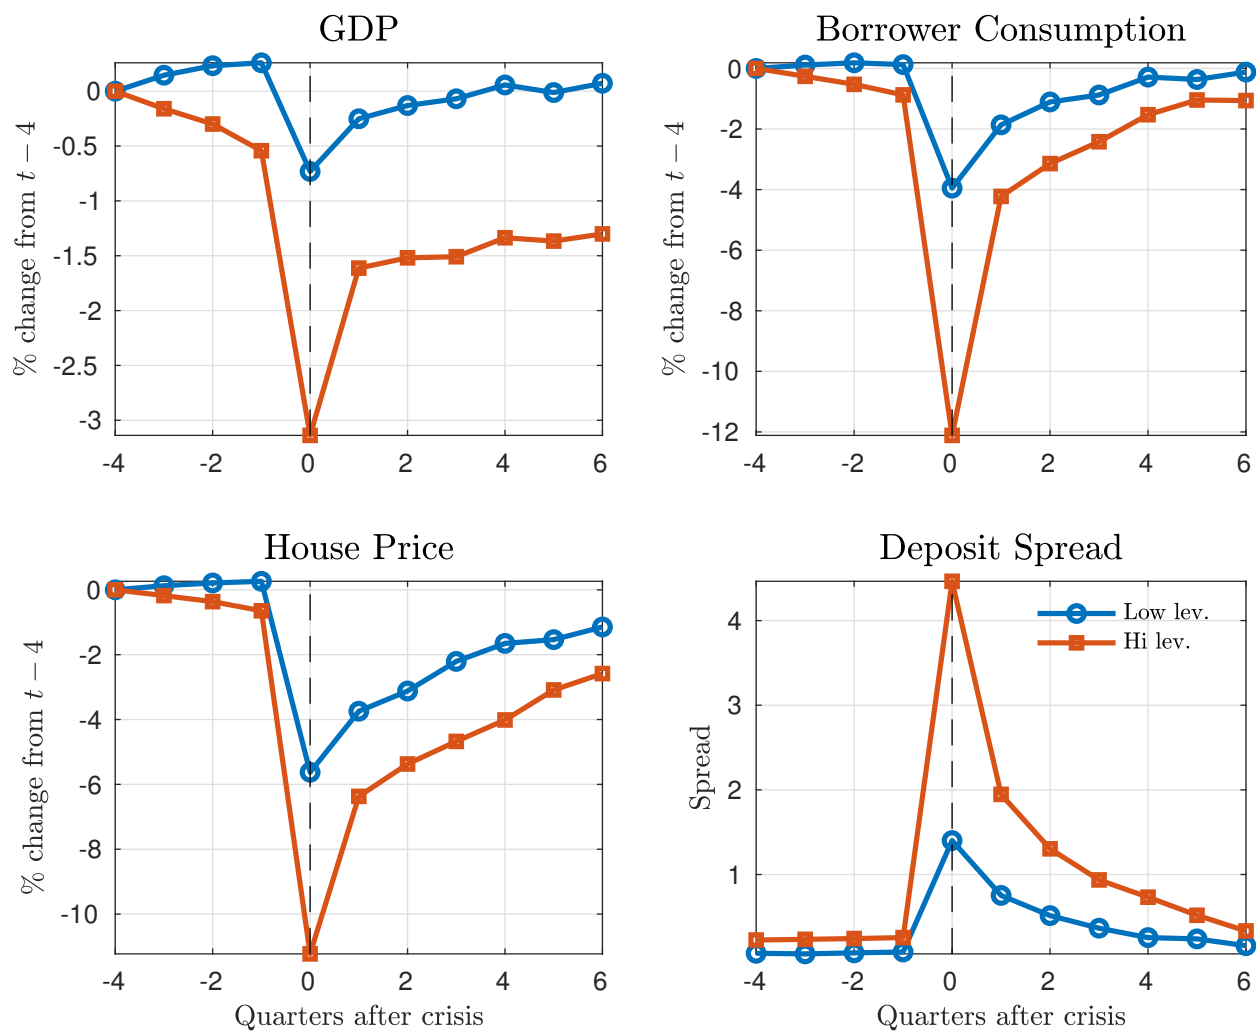 GDP
% change from t − 4
0
-0.5
-1
-1.5
-2
-2.5
-3
-4 -2 0 2 4 6
Borrower Consumption
% change from t − 4
0
-2
-4
-6
-8
-10
-12
-4 -2 0 2 4 6
House Price
% change from t − 4
0
-2
-4
-6
-8
-10
-4 -2 0 2 4 6
Quarters after crisis
Deposit Spread
Spread
4
3
2
1
Low lev.
Hi lev.
-4 -2 0 2 4 6
Quarters after crisis